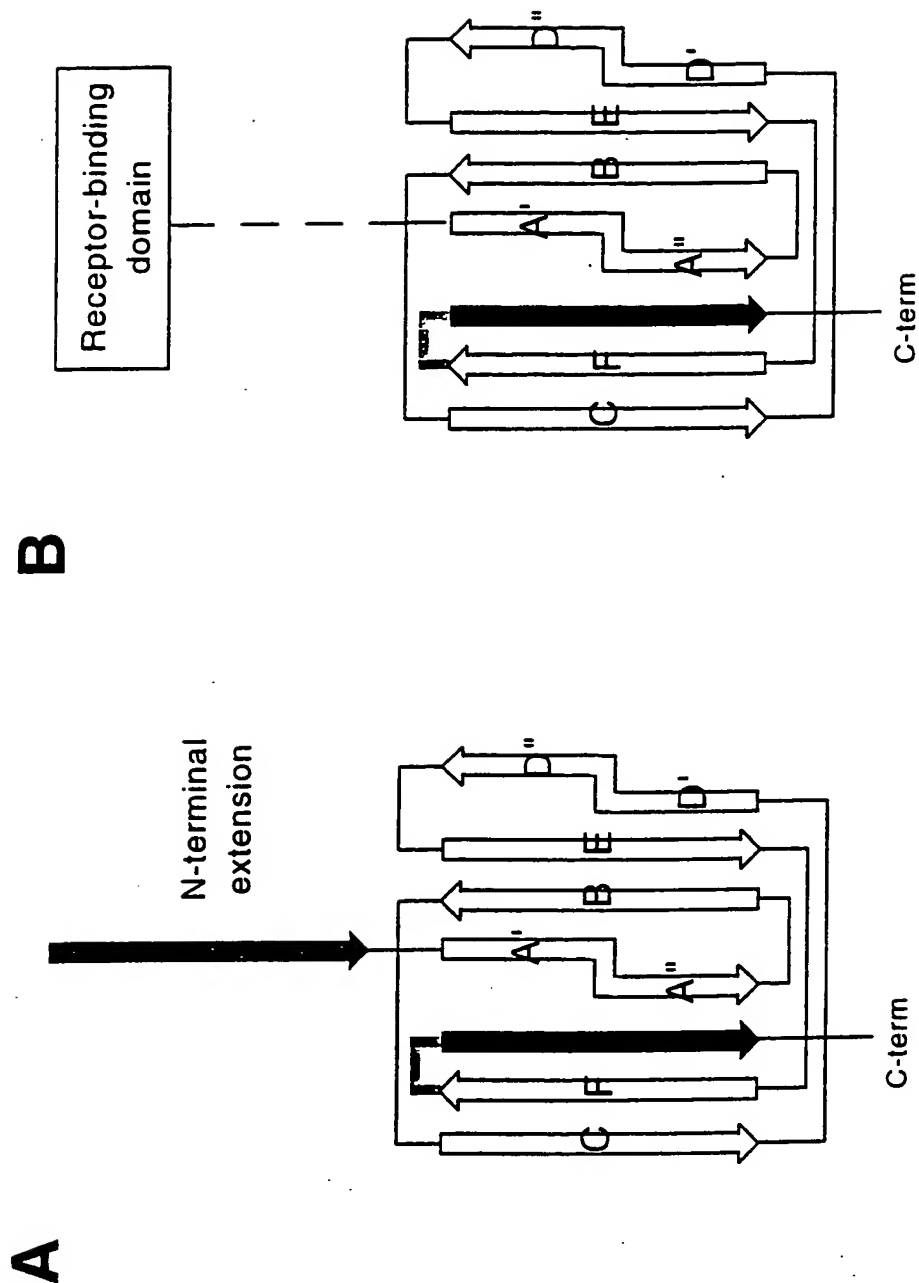 A
N-terminal
extension
C
F
A'
A"
B
E
D"
D'
C-term
B
Receptor-binding
domain
C
F
A'
A"
B
E
D"
D'
C-term